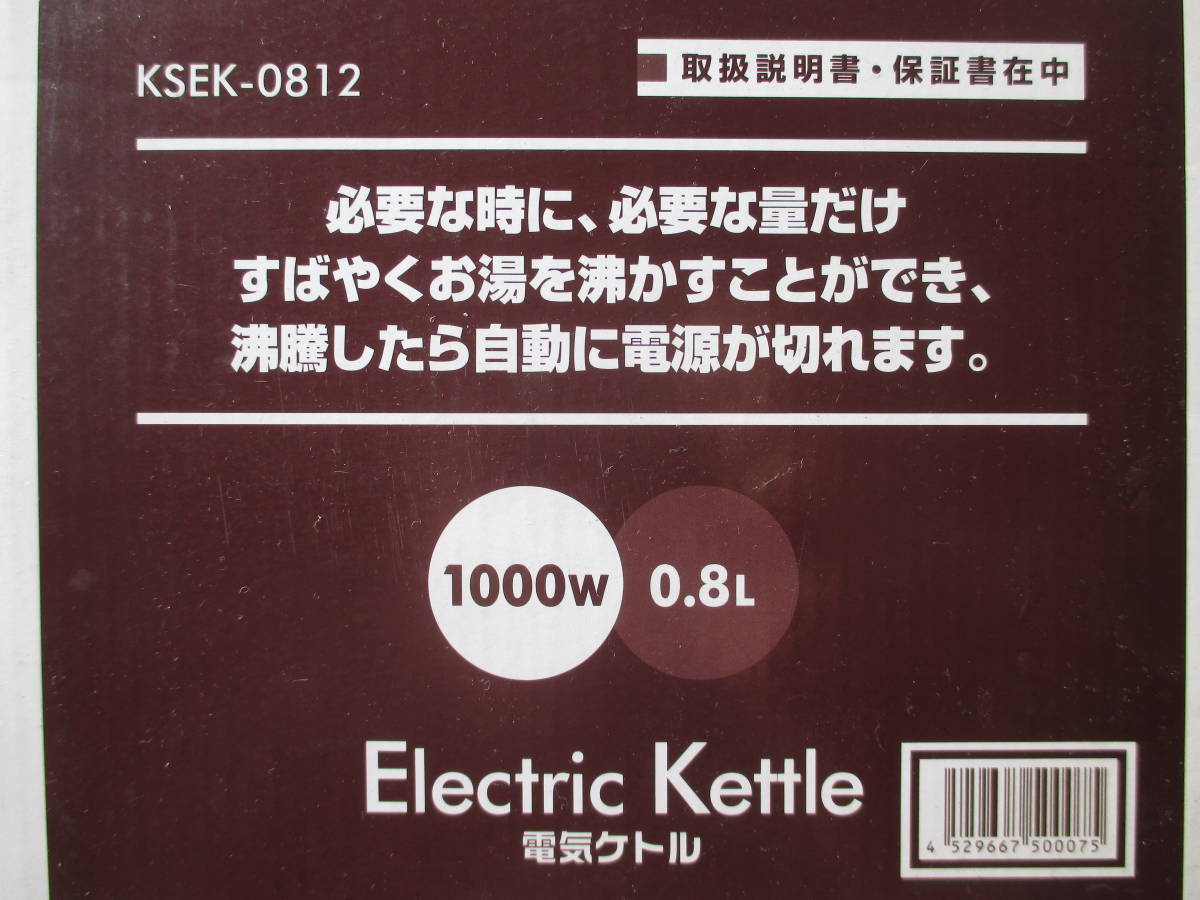 KSEK-0812
取扱説明書・保証書在中
必要な時に、必要な量だけ
すばやくお湯を沸かすことができ、
沸騰したら自動に電源が切れます。
1000W
0.8L
Electric Kettle
電気ケトル
4 529667 500075